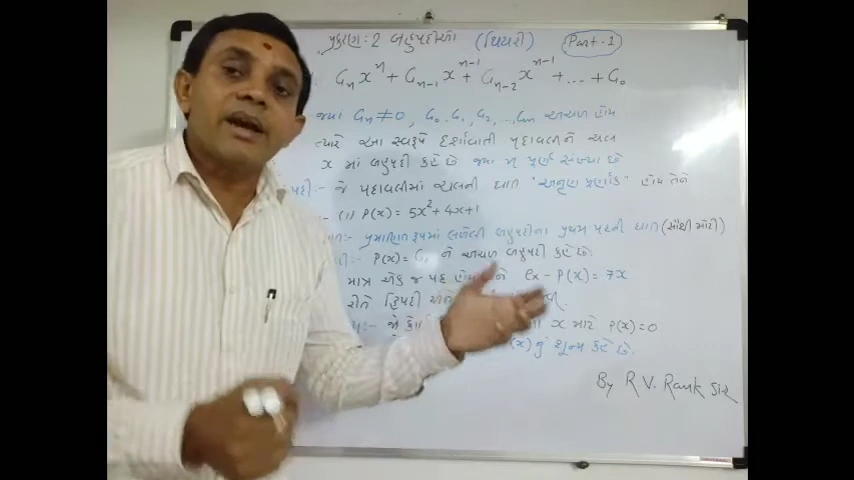 પ્રકરણ : 2 બહુપદીઓ (થિયરી) Part-1
Gₙxⁿ + Gₙ₋₁xⁿ⁻¹ + Gₙ₋₂xⁿ⁻¹ + ... + G₀
જ્યાં Gₙ ≠ 0, G₀, G₁, G₂, ..., Gₙ અચળ હોય
ત્યારે આ સ્વરૂપે દર્શાવાતી પદાવલીને ચલ
x માં બહુપદી કહે છે જ્યાં n પૂર્ણ સંખ્યા છે
પદી :- જે પદાવલીમાં ચલની ઘાત "અનૃણ પૂર્ણાંક" હોય તેને
:- (1) P(x) = 5x² + 4x + 1
:- પ્રમાણિત રૂપમાં લખેલી બહુપદીના પ્રથમ પદની ઘાત (સૌથી મોટી)
:- P(x) = G₀ ને અચળ બહુપદી કહે છે.
માત્ર એક જ પદ ને ex - P(x) = 7x
રીતે દ્વિપદી
:- જો x માટે P(x) = 0
(x) નું શૂન્ય કહે છે.
By R V. Rank Sir